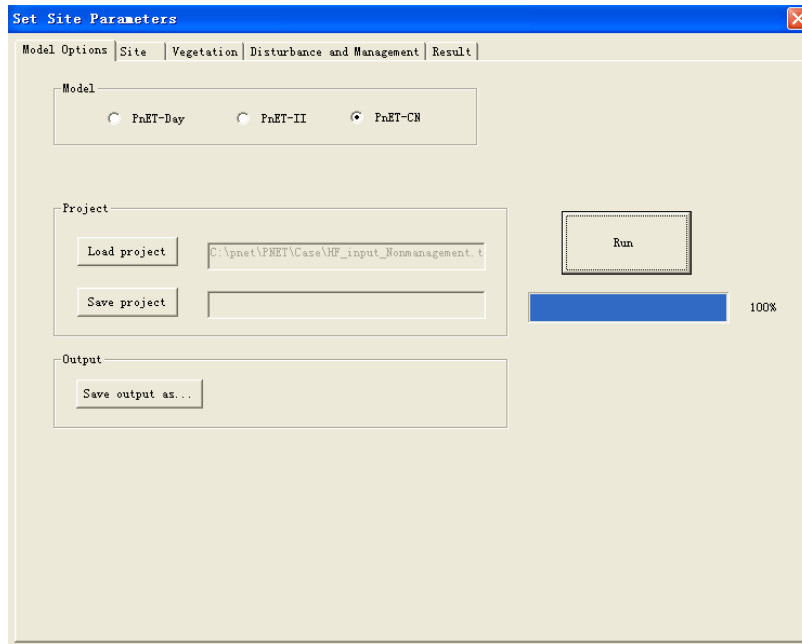 Set Site Parameters
Model Options Site Vegetation Disturbance and Management Result
Model
PnET-Day PnET-II PnET-CN
Project
Load project C:\pnet\PNET\Case\HF_input_Nonmanagement.t
Run
Save project
100%
Output
Save output as...